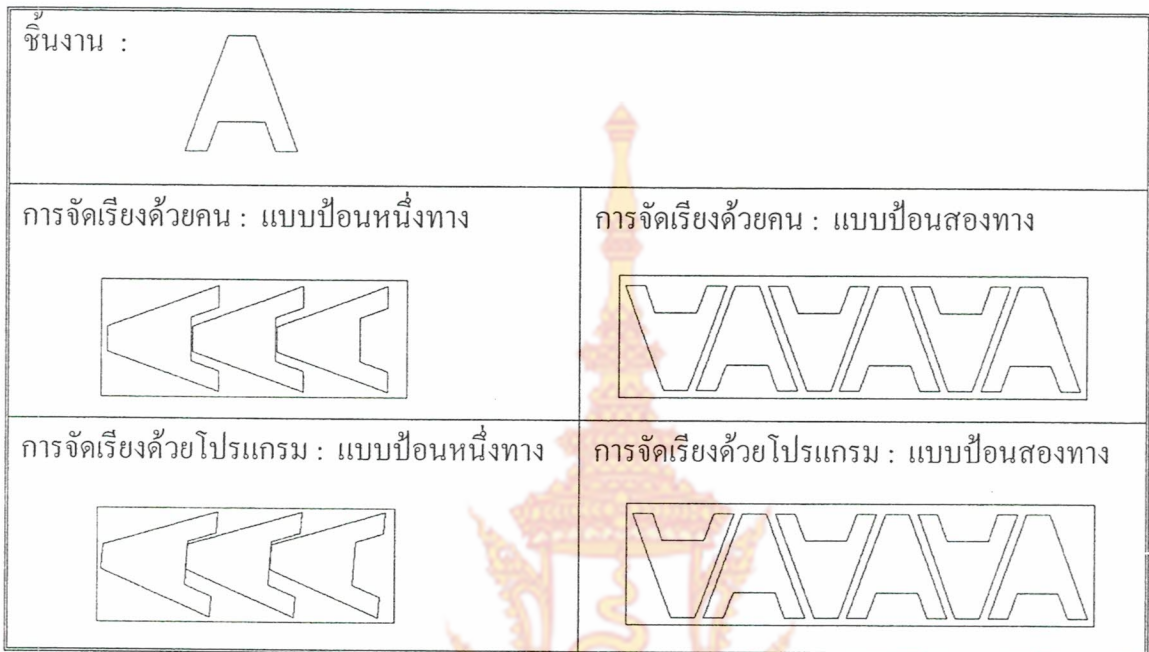 ชิ้นงาน :
การจัดเรียงด้วยคน : แบบป้อนหนึ่งทาง
การจัดเรียงด้วยคน : แบบป้อนสองทาง
การจัดเรียงด้วยโปรแกรม : แบบป้อนหนึ่งทาง
การจัดเรียงด้วยโปรแกรม : แบบป้อนสองทาง